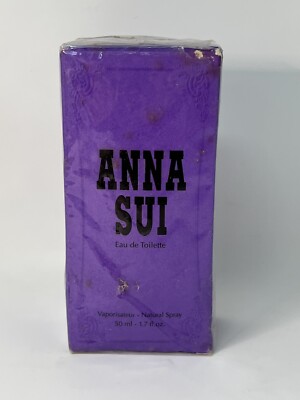 ANNA
SUI
Eau de Toilette
Vaporisateur - Natural Spray
50 ml - 1.7 fl oz